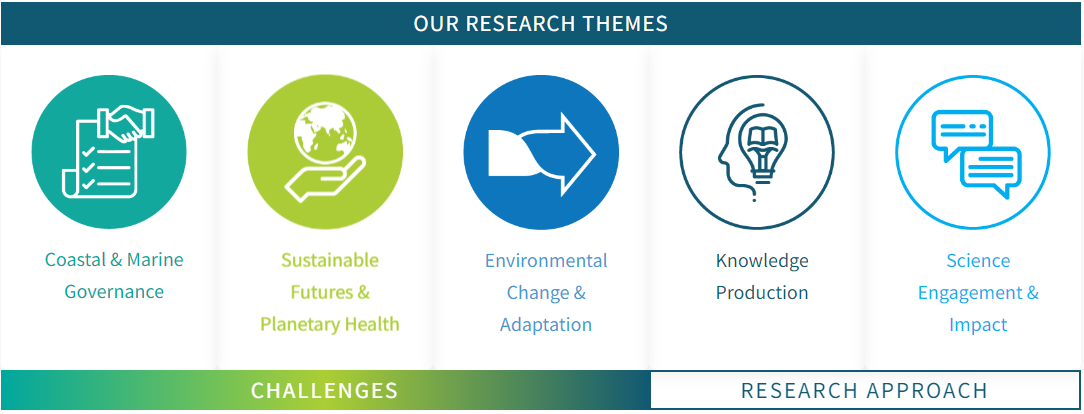 OUR RESEARCH THEMES
Coastal & Marine
Governance
Sustainable
Futures &
Planetary Health
Environmental
Change &
Adaptation
Knowledge
Production
Science
Engagement &
Impact
CHALLENGES
RESEARCH APPROACH